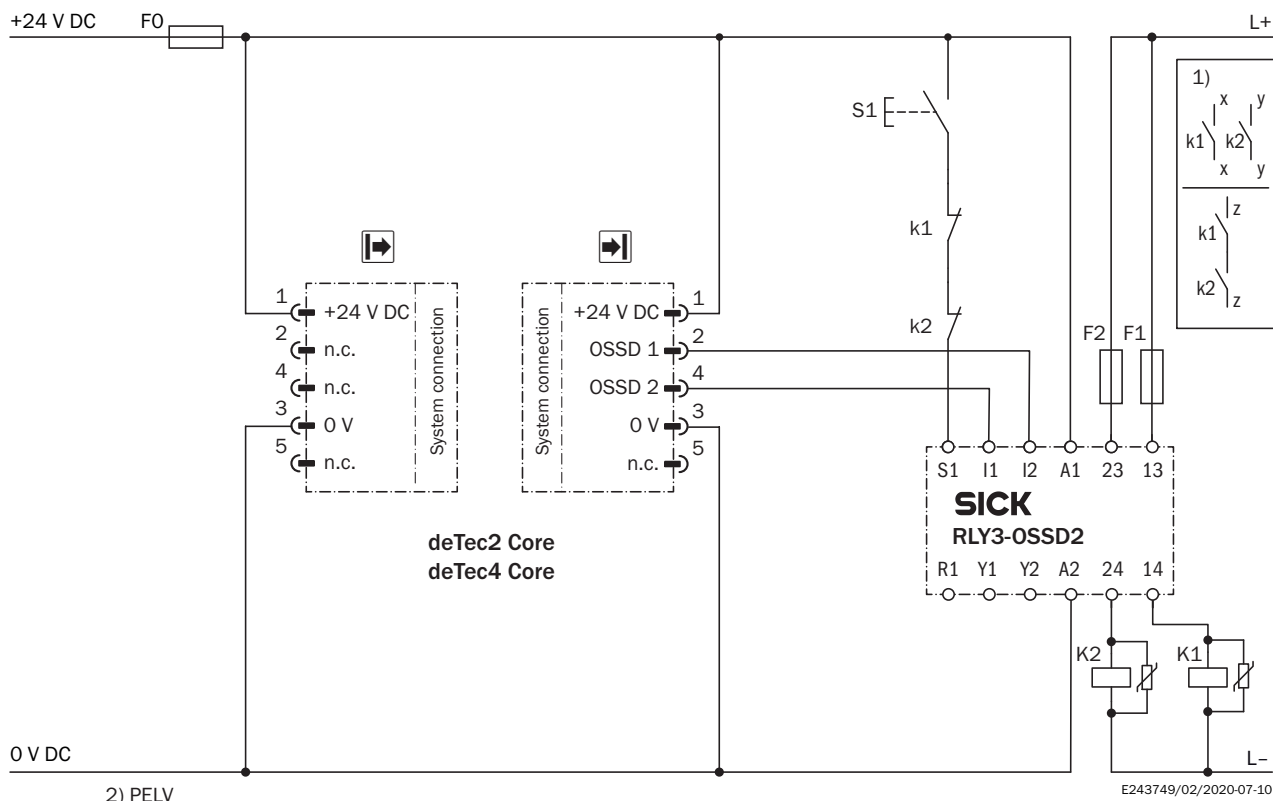 +24 V DC
F0
L+
1)
x
y
k1
k2
x
y
z
k1
k2
z
S1
k1
k2
1
+24 V DC
2
n.c.
4
n.c.
3
0 V
5
n.c.
System connection
System connection
+24 V DC
1
OSSD 1
2
OSSD 2
4
0 V
3
n.c.
5
deTec2 Core
deTec4 Core
F2
F1
S1 I1 I2 A1 23 13
SICK
RLY3-OSSD2
R1 Y1 Y2 A2 24 14
K2
K1
0 V DC
L–
2) PELV
E243749/02/2020-07-10